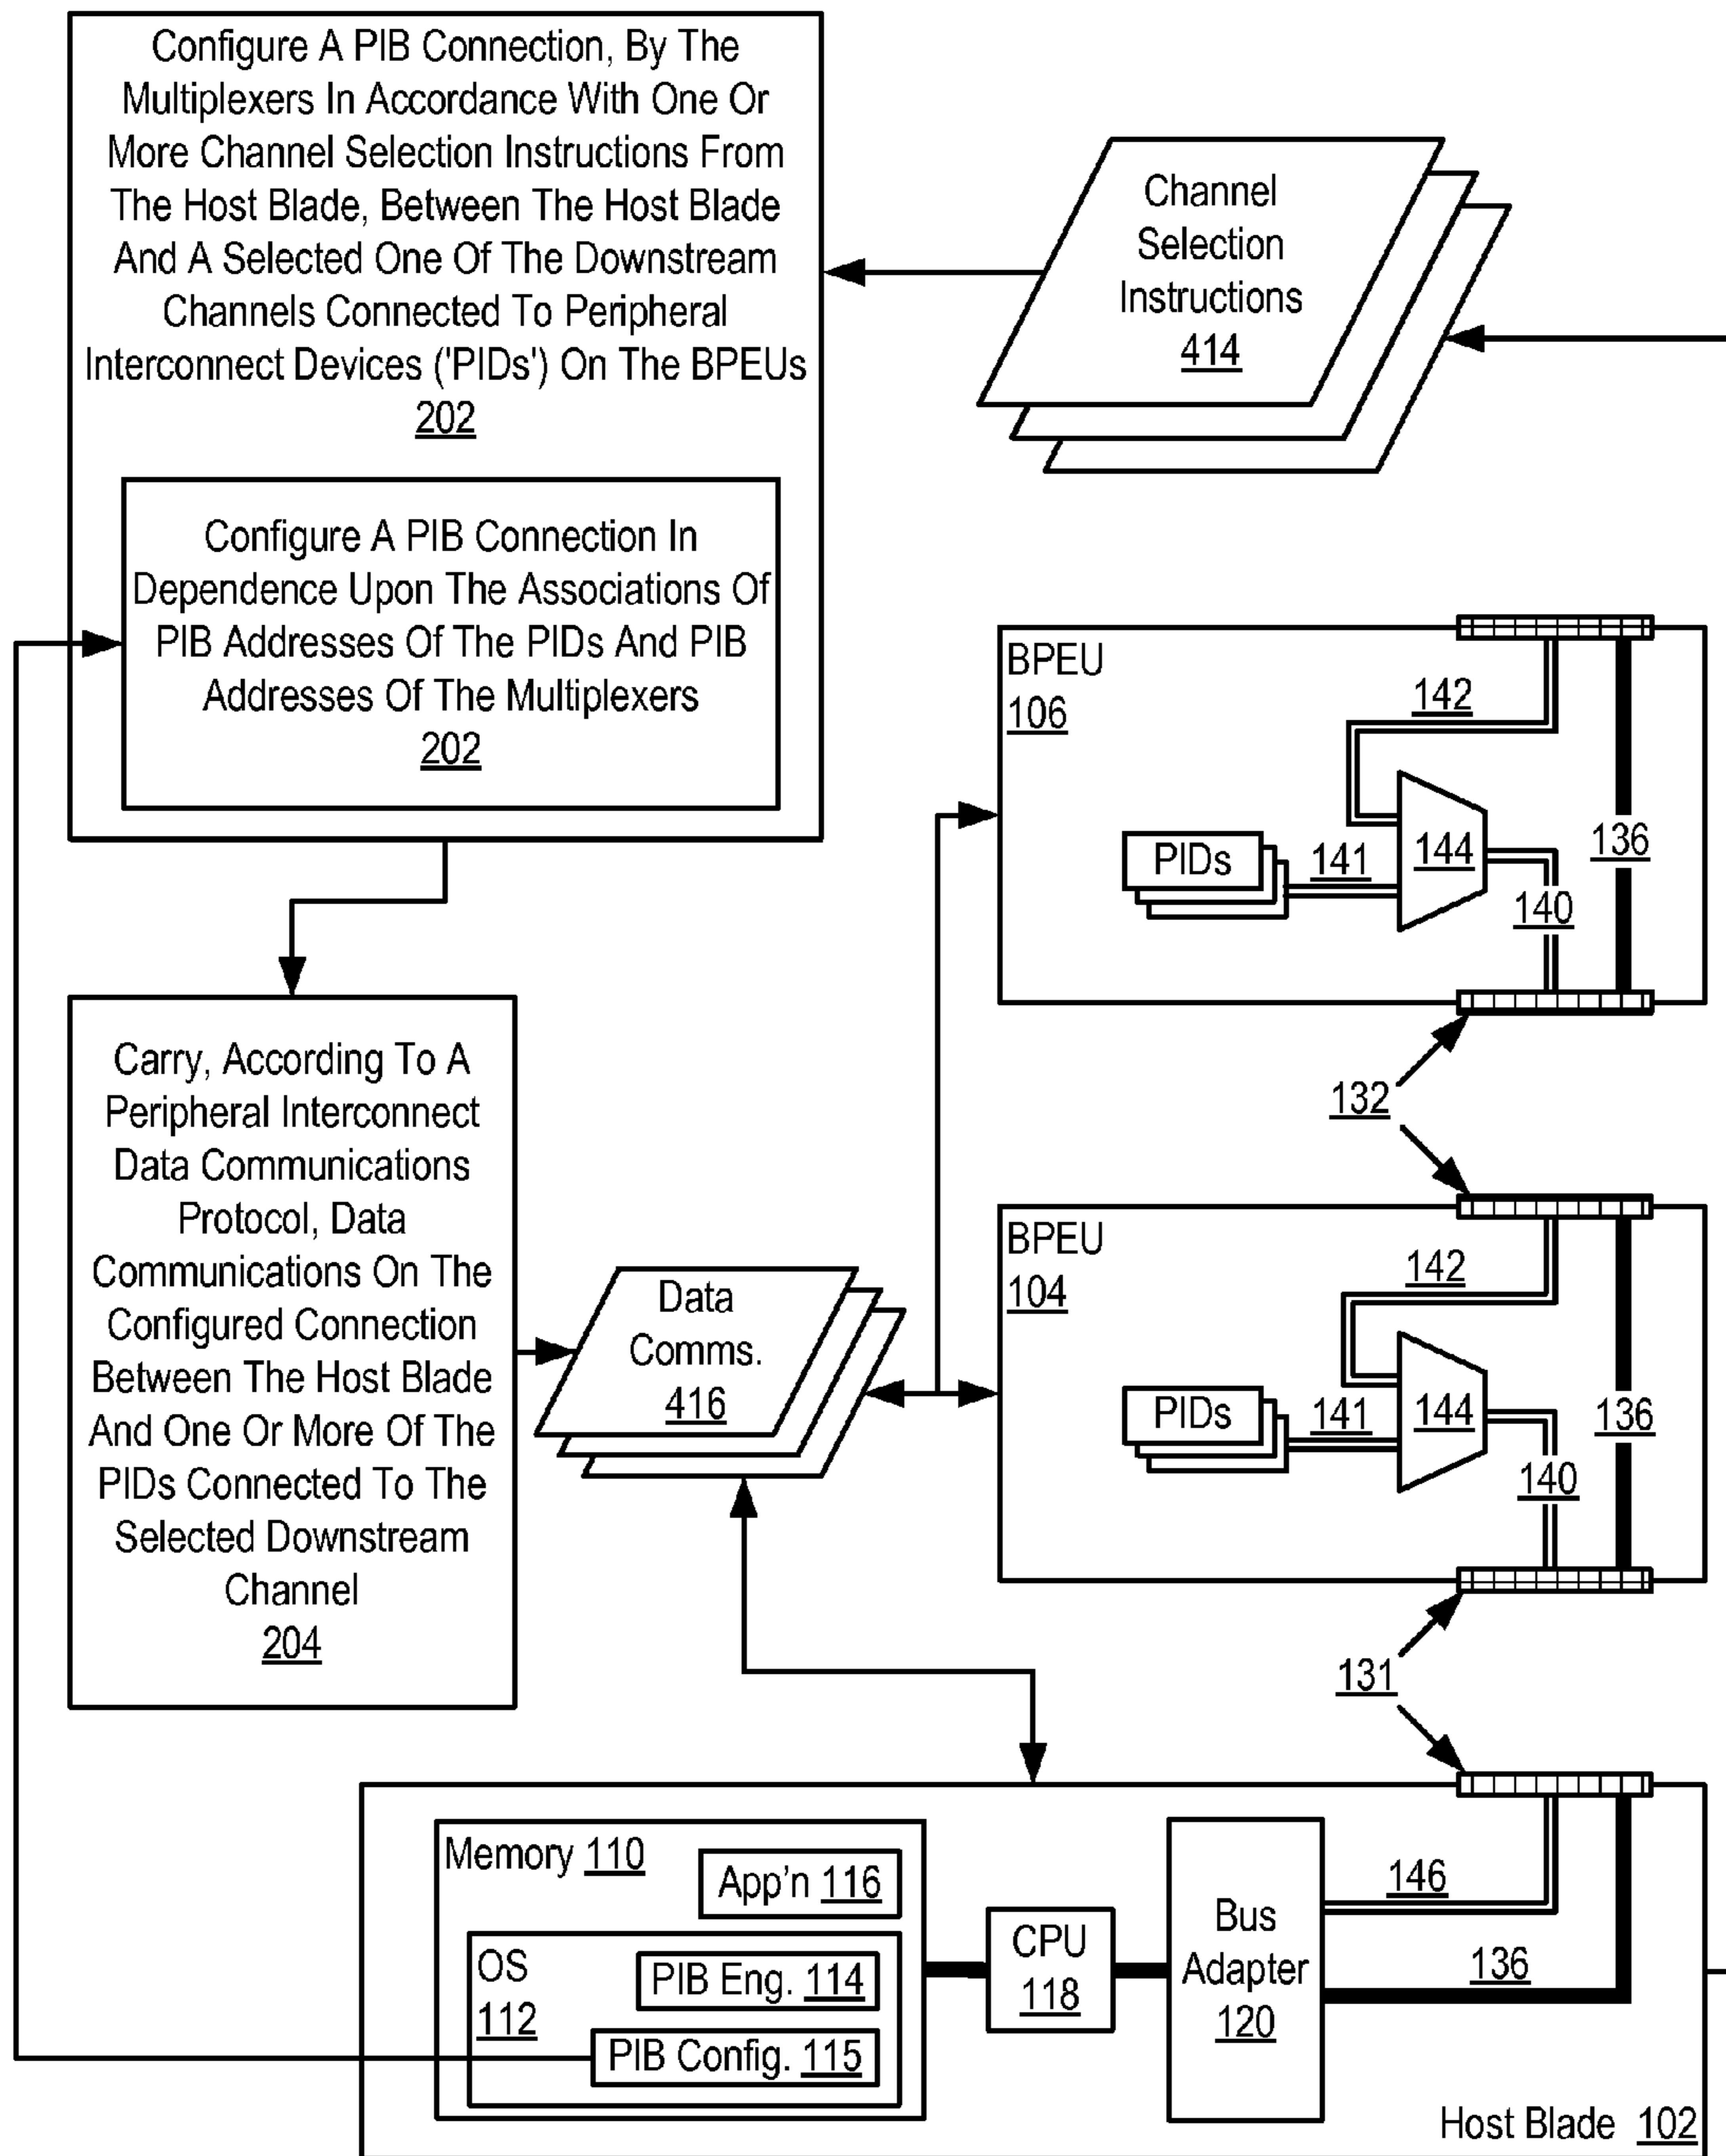 Configure A PIB Connection, By The
Multiplexers In Accordance With One Or
More Channel Selection Instructions From
The Host Blade, Between The Host Blade
And A Selected One Of The Downstream
Channels Connected To Peripheral
Interconnect Devices ('PIDs') On The BPEUs
202
Configure A PIB Connection In
Dependence Upon The Associations Of
PIB Addresses Of The PIDs And PIB
Addresses Of The Multiplexers
202
Channel
Selection
Instructions
414
BPEU
106
142
PIDs
141
144
136
140
132
Carry, According To A
Peripheral Interconnect
Data Communications
Protocol, Data
Communications On The
Configured Connection
Between The Host Blade
And One Or More Of The
PIDs Connected To The
Selected Downstream
Channel
204
Data
Comms.
416
BPEU
104
142
PIDs
141
144
136
140
131
Memory 110
App'n 116
OS
112
PIB Eng. 114
PIB Config. 115
CPU
118
Bus
Adapter
120
146
136
Host Blade 102